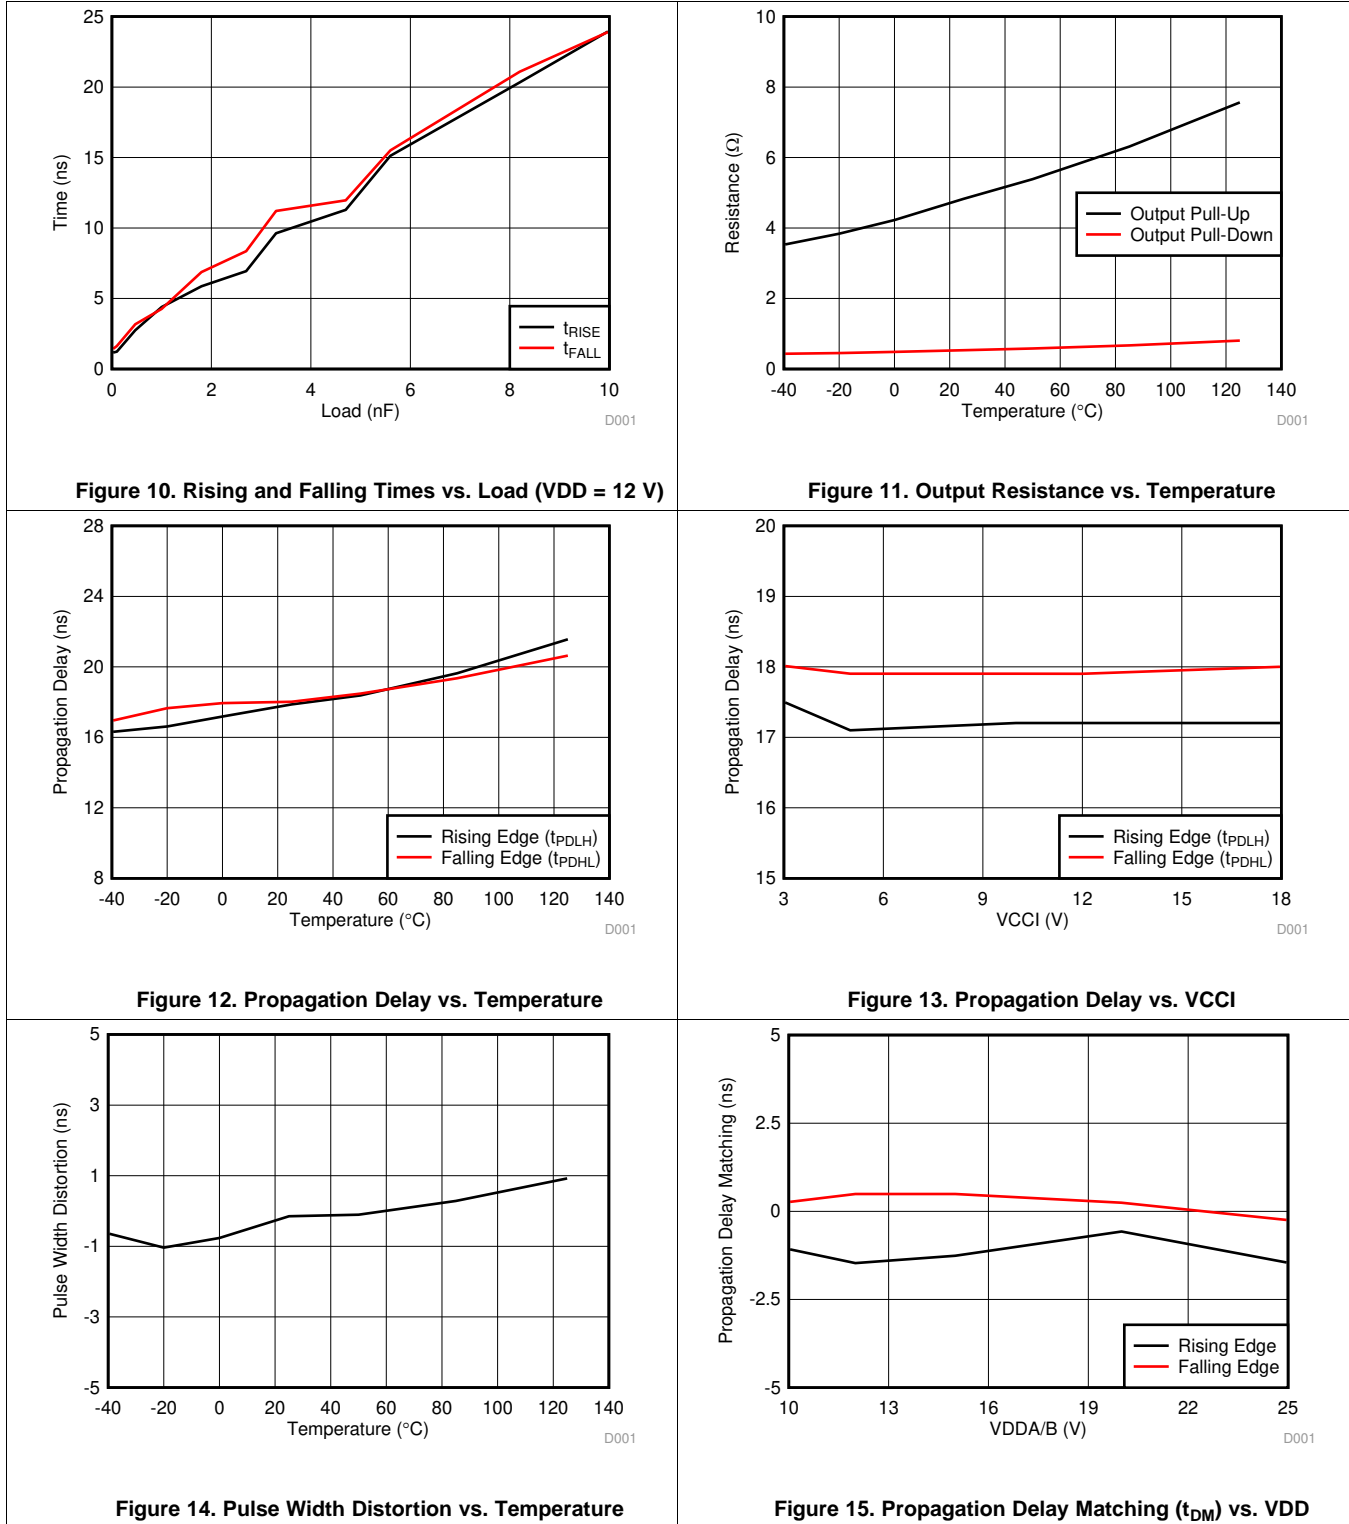 25
20
15
10
5
0
Time (ns)
0 2 4 6 8 10
Load (nF)
tRISE
tFALL
D001
Figure 10. Rising and Falling Times vs. Load (VDD = 12 V)
10
8
6
4
2
0
Resistance (Ω)
-40 -20 0 20 40 60 80 100 120 140
Temperature (°C)
Output Pull-Up
Output Pull-Down
D001
Figure 11. Output Resistance vs. Temperature
28
24
20
16
12
8
Propagation Delay (ns)
-40 -20 0 20 40 60 80 100 120 140
Temperature (°C)
Rising Edge (tPDLH)
Falling Edge (tPDHL)
D001
Figure 12. Propagation Delay vs. Temperature
20
19
18
17
16
15
Propagation Delay (ns)
3 6 9 12 15 18
VCCI (V)
Rising Edge (tPDLH)
Falling Edge (tPDHL)
D001
Figure 13. Propagation Delay vs. VCCI
5
3
1
-1
-3
-5
Pulse Width Distortion (ns)
-40 -20 0 20 40 60 80 100 120 140
Temperature (°C)
D001
Figure 14. Pulse Width Distortion vs. Temperature
5
2.5
0
-2.5
-5
Propagation Delay Matching (ns)
10 13 16 19 22 25
VDDA/B (V)
Rising Edge
Falling Edge
D001
Figure 15. Propagation Delay Matching (tDM) vs. VDD